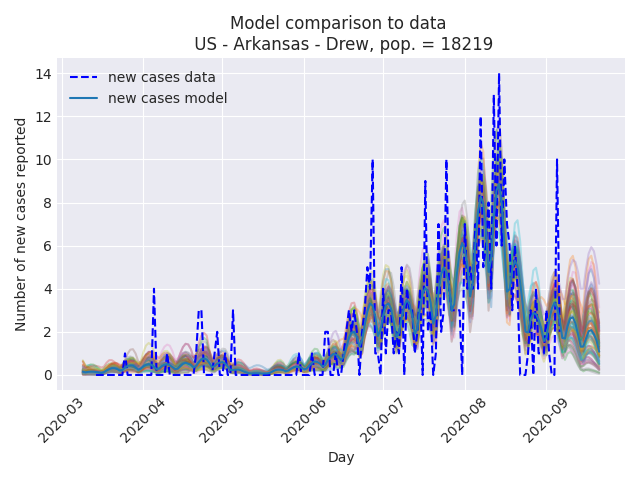 Model comparison to data
US - Arkansas - Drew, pop. = 18219
new cases data
new cases model
Number of new cases reported
14
12
10
8
6
4
2
0
2020-03
2020-04
2020-05
2020-06
2020-07
2020-08
2020-09
Day